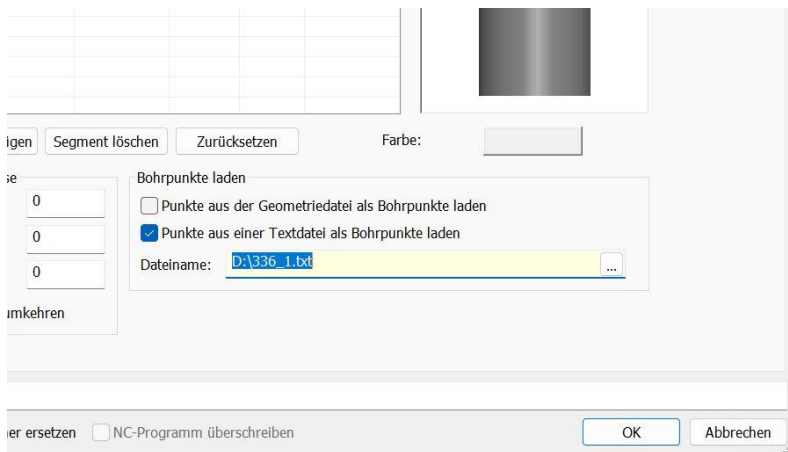 igen Segment löschen Zurücksetzen Farbe:
se Bohrpunkte laden
0 Punkte aus der Geometriedatei als Bohrpunkte laden
0 Punkte aus einer Textdatei als Bohrpunkte laden
0 Dateiname: D:\336_1.txt ...
umkehren
er ersetzen NC-Programm überschreiben OK Abbrechen